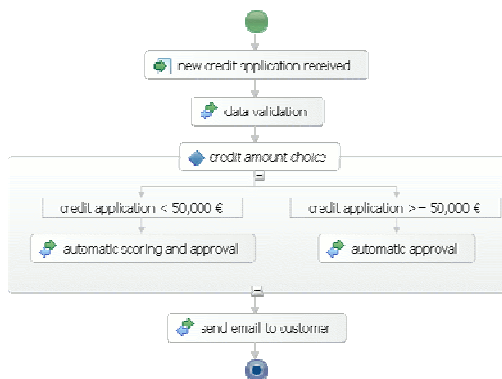 new credit application received
data validation
credit amount choice
credit application < 50,000 €
credit application >= 50,000 €
automatic scoring and approval
automatic approval
send email to customer